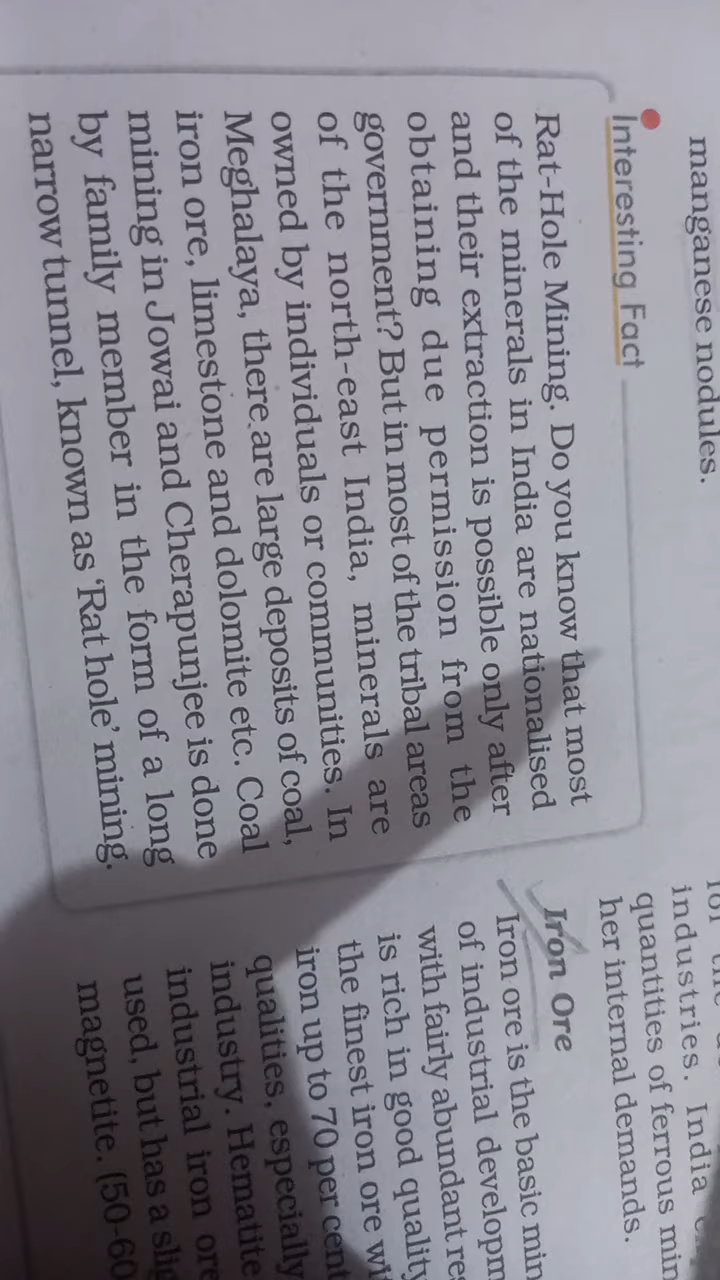 manganese nodules.
Interesting Fact
Rat-Hole Mining. Do you know that most
of the minerals in India are nationalised
and their extraction is possible only after
obtaining due permission from the
government? But in most of the tribal areas
of the north-east India, minerals are
owned by individuals or communities. In
Meghalaya, there are large deposits of coal,
iron ore, limestone and dolomite etc. Coal
mining in Jowai and Cherapunjee is done
by family member in the form of a long
narrow tunnel, known as ‘Rat hole’ mining.
industries. India
quantities of ferrous
her internal demands.
Iron Ore
Iron ore is the basic
of industrial
with fairly abundant
is rich in good quality
the finest iron ore
iron up to 70 per cent
qualities, especially
industry. Hematite
industrial iron ore
used, but has a
magnetite. (50-60